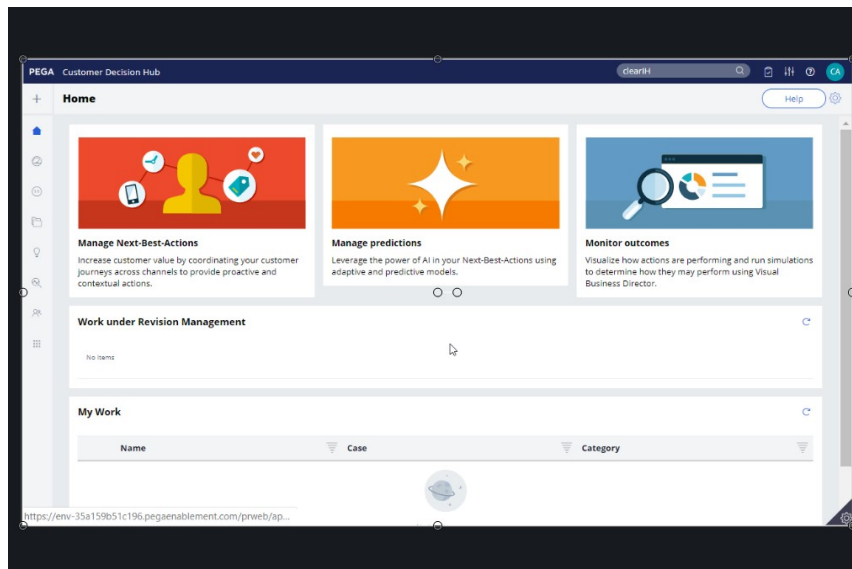 PEGA Customer Decision Hub
clearIH
CA
Home
Help
Manage Next-Best-Actions
Increase customer value by coordinating your customer
journeys across channels to provide proactive and
contextual actions.
Manage predictions
Leverage the power of AI in your Next-Best-Actions using
adaptive and predictive models.
Monitor outcomes
Visualize how actions are performing and run simulations
to determine how they may perform using Visual
Business Director.
Work under Revision Management
No items
My Work
Name Case Category
https://env-35a159b51c196.pegaenablement.com/prweb/ap...